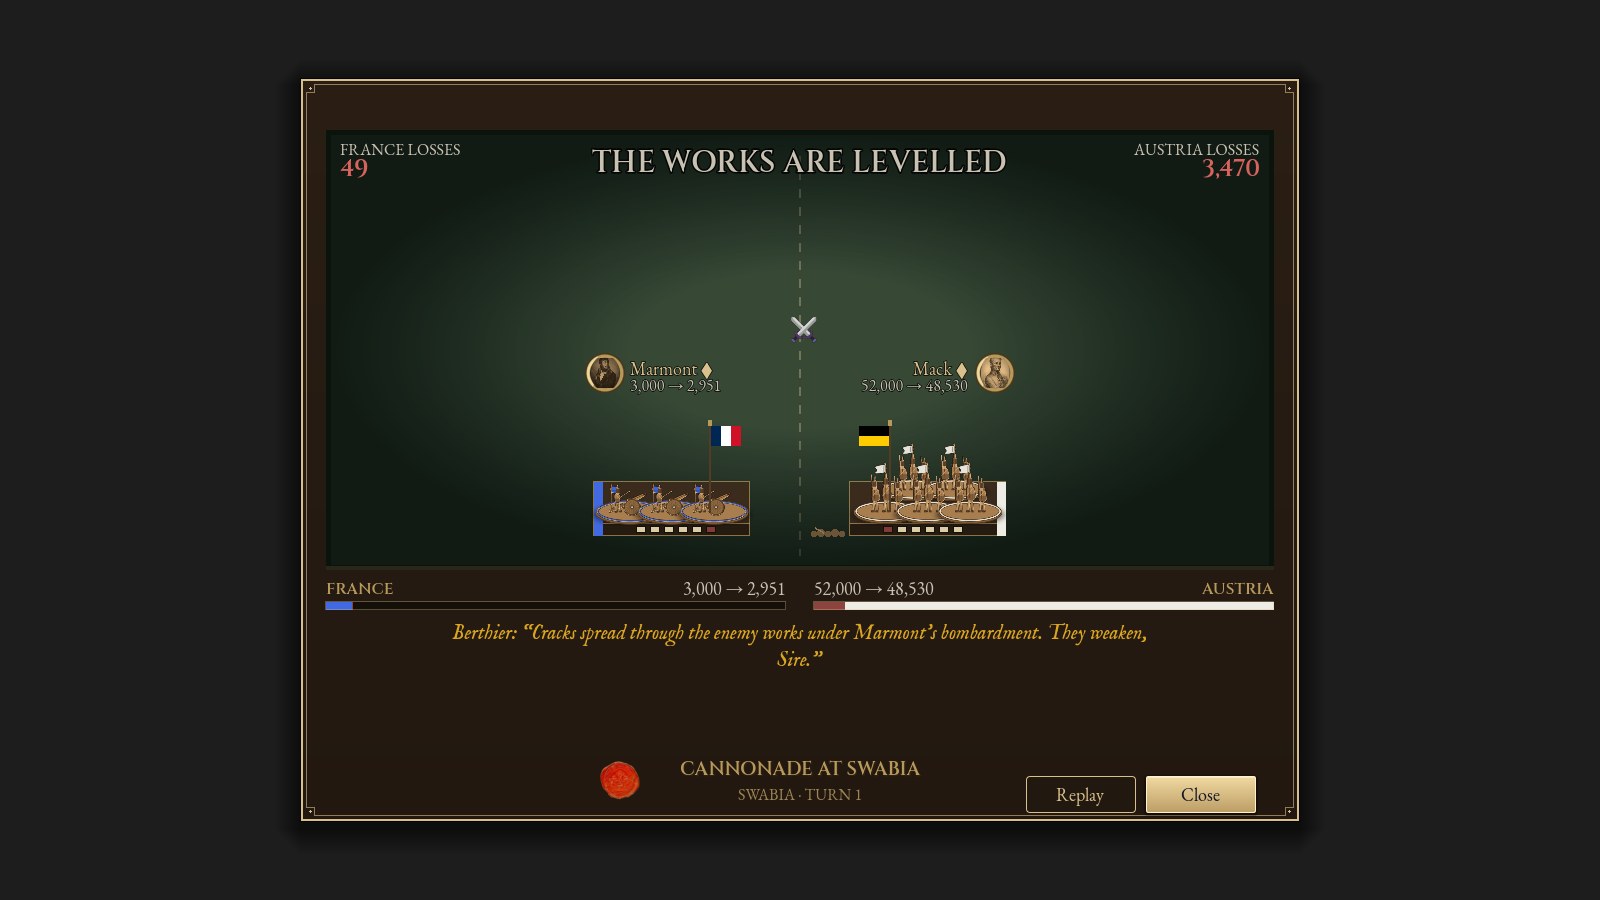 FRANCE LOSSES
49
THE WORKS ARE LEVELLED
AUSTRIA LOSSES
3,470
Marmont
3,000 → 2,951
Mack
52,000 → 48,530
FRANCE
3,000 → 2,951
52,000 → 48,530
AUSTRIA
Berthier: “Cracks spread through the enemy works under Marmont’s bombardment. They weaken,
Sire.”
CANNONADE AT SWABIA
SWABIA · TURN 1
Replay
Close